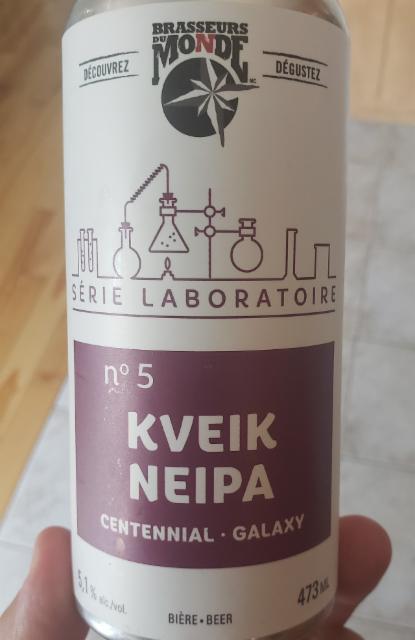 BRASSEURS
DU MONDE MC
DÉCOUVREZ DÉGUSTEZ
SÉRIE LABORATOIRE
nº 5
KVEIK
NEIPA
CENTENNIAL · GALAXY
5,1 % alc./vol. 473 ML
BIÈRE • BEER